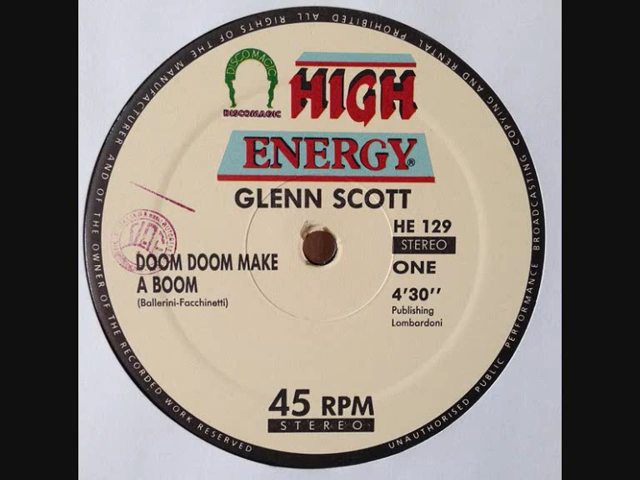 ALL RIGHTS OF THE MANUFACTURER AND OF THE OWNER OF THE RECORDED WORK RESERVED
UNAUTHORISED PUBLIC PERFORMANCE BROADCASTING COPYING AND RENTAL PROHIBITED
DISCOMAGIC
DISCOMAGIC
HIGH
ENERGY®
GLENN SCOTT
HE 129
STEREO
DOOM DOOM MAKE
A BOOM
(Ballerini-Facchinetti)
ONE
4'30''
Publishing
Lombardoni
45 RPM
STEREO